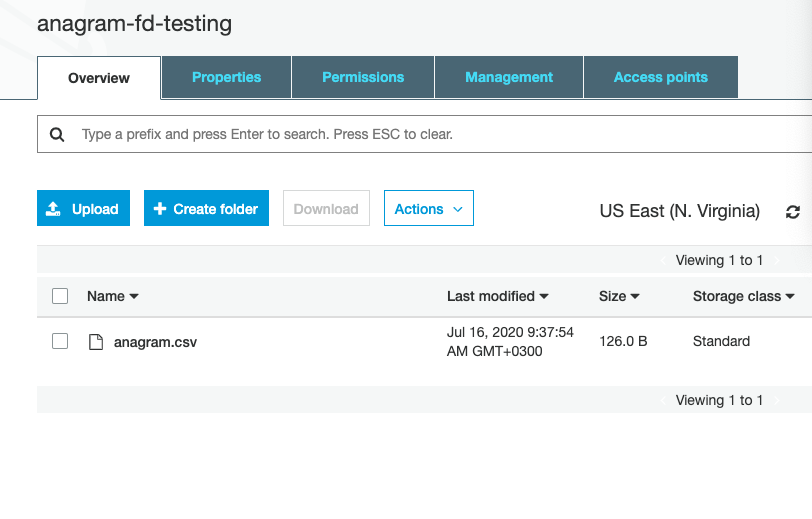 anagram-fd-testing
Overview Properties Permissions Management Access points
Type a prefix and press Enter to search. Press ESC to clear.
Upload Create folder Download Actions US East (N. Virginia)
Viewing 1 to 1
Name Last modified Size Storage class
anagram.csv Jul 16, 2020 9:37:54 126.0 B Standard
AM GMT+0300
Viewing 1 to 1